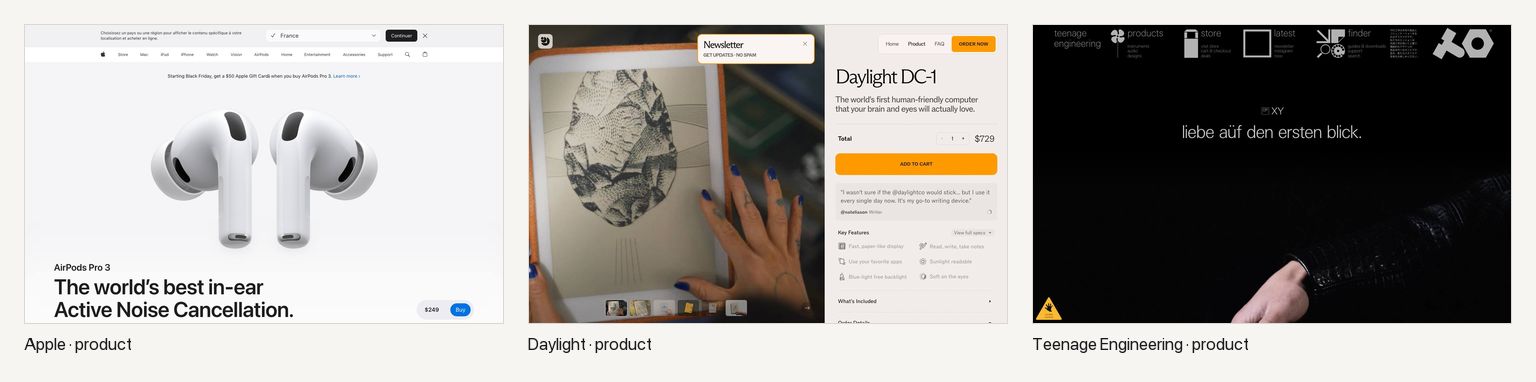 Choisissez un pays ou une région pour afficher le contenu spécifique à votre
localisation et acheter en ligne.
✓ France
Continuer
Store Mac iPad iPhone Watch Vision AirPods Home Entertainment Accessories Support
Starting Black Friday, get a $50 Apple Gift Card when you buy AirPods Pro 3. Learn more ›
AirPods Pro 3
The world's best in-ear
Active Noise Cancellation.
$249 Buy
Apple · product
Newsletter
GET UPDATES · NO SPAM
Home Product FAQ ORDER NOW
Daylight DC-1
The world's first human-friendly computer
that your brain and eyes will actually love.
Total - 1 + $729
ADD TO CART
"I wasn't sure if the @daylightco would stick... but I use it
every single day now. It's my go-to writing device."
@nateliason Writer
Key Features View full specs
Fast, paper-like display Read, write, take notes
Use your favorite apps Sunlight readable
Blue-light free backlight Soft on the eyes
What's Included
Order Details
Daylight · product
teenage
engineering
products
store
latest
finder
XY
liebe aüf den ersten blick.
Teenage Engineering · product